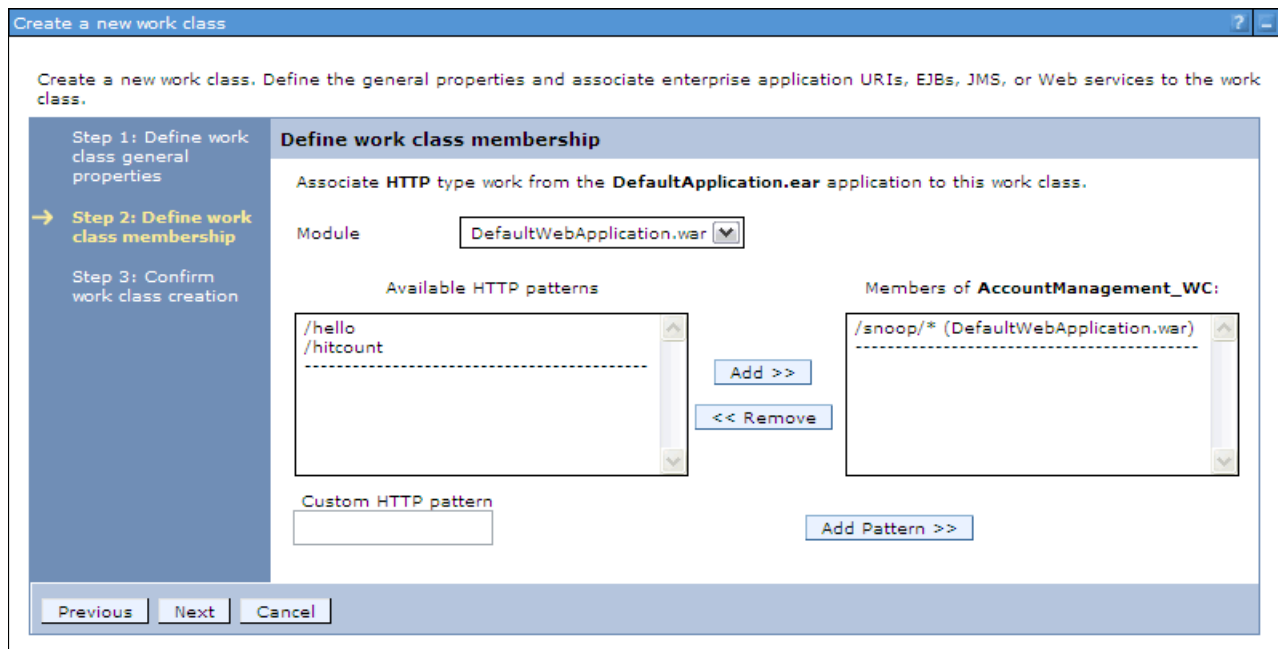 Create a new work class
?
Create a new work class. Define the general properties and associate enterprise application URIs, EJBs, JMS, or Web services to the work
class.
Step 1: Define work
class general
properties
Step 2: Define work
class membership
Step 3: Confirm
work class creation
Define work class membership
Associate HTTP type work from the DefaultApplication.ear application to this work class.
Module
DefaultWebApplication.war
Available HTTP patterns
Members of AccountManagement_WC:
/hello
/hitcount
-------------------------------------------
/snoop/* (DefaultWebApplication.war)
-------------------------------------------
Add >>
<< Remove
Custom HTTP pattern
Add Pattern >>
Previous
Next
Cancel